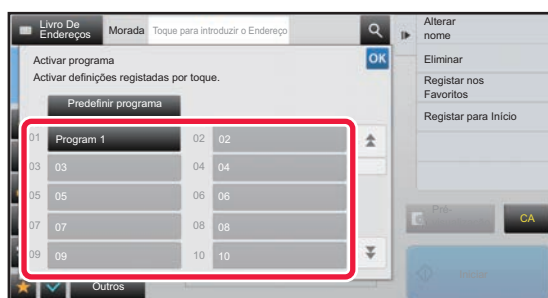 Livro De
Endereços
Morada
Toque para introduzir o Endereço
Alterar
nome
Activar programa
OK
Activar definições registadas por toque.
Eliminar
Predefinir programa
Registar nos
Favoritos
Registar para Início
01 Program 1 02 02
03 03 04 04
05 05 06 06
07 07 08 08
09 09 10 10
Pré-
CA
Iniciar
Outros